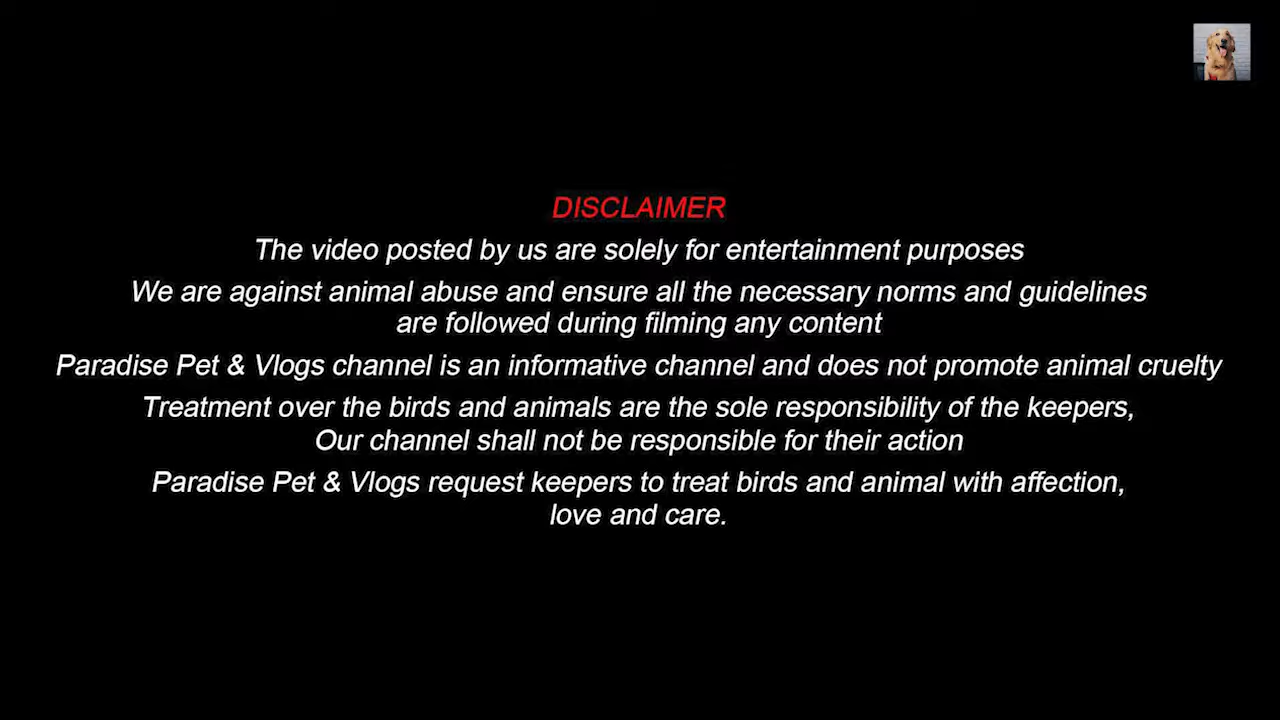 DISCLAIMER
The video posted by us are solely for entertainment purposes
We are against animal abuse and ensure all the necessary norms and guidelines
are followed during filming any content
Paradise Pet & Vlogs channel is an informative channel and does not promote animal cruelty
Treatment over the birds and animals are the sole responsibility of the keepers,
Our channel shall not be responsible for their action
Paradise Pet & Vlogs request keepers to treat birds and animal with affection,
love and care.